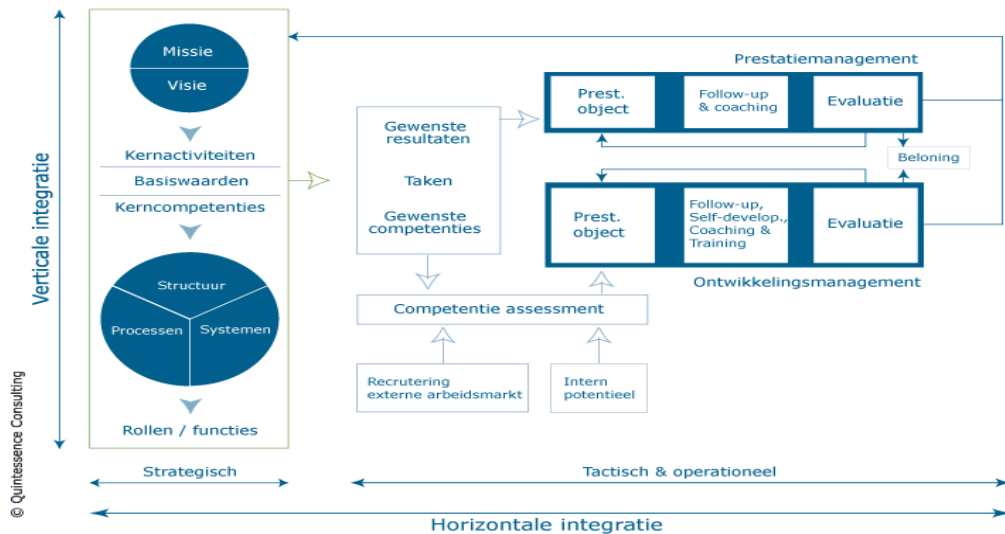 Missie
Visie
Kernactiviteiten
Basiswaarden
Kerncompetenties
Structuur
Processen
Systemen
Rollen / functies
Verticale integratie
© Quintessence Consulting
Gewenste
resultaten
Taken
Gewenste
competenties
Prestatiemanagement
Prest.
object
Follow-up
& coaching
Evaluatie
Beloning
Prest.
object
Follow-up,
Self-develop.,
Coaching &
Training
Evaluatie
Ontwikkelingsmanagement
Competentie assessment
Recrutering
externe arbeidsmarkt
Intern
potentieel
Strategisch
Tactisch & operationeel
Horizontale integratie